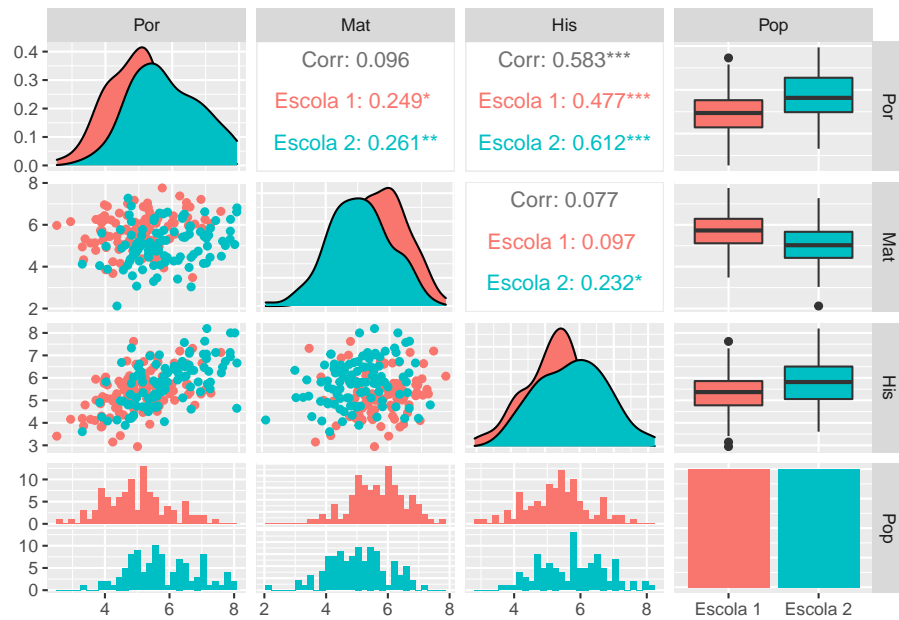 Por Mat His Pop
0.4
0.3
0.2
0.1
0.0
Corr: 0.096
Escola 1: 0.249*
Escola 2: 0.261**
Corr: 0.583***
Escola 1: 0.477***
Escola 2: 0.612***
Por
8
6
4
2
Corr: 0.077
Escola 1: 0.097
Escola 2: 0.232*
Mat
8
7
6
5
4
3
His
10
5
0
10
5
0
Pop
4 6 8 2 4 6 8 4 6 8 Escola 1 Escola 2